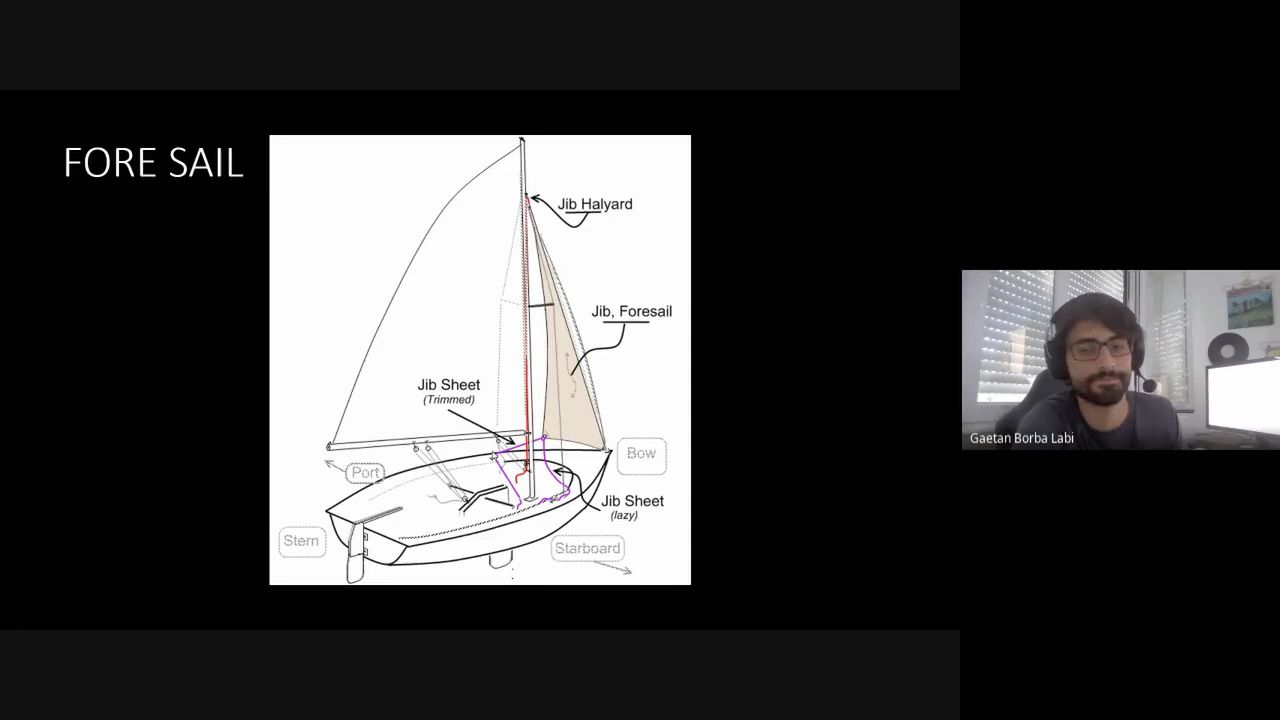 FORE SAIL
Jib Halyard
Jib, Foresail
Jib Sheet
(Trimmed)
Bow
Port
Jib Sheet
(lazy)
Stern
Starboard
Gaetan Borba Labi